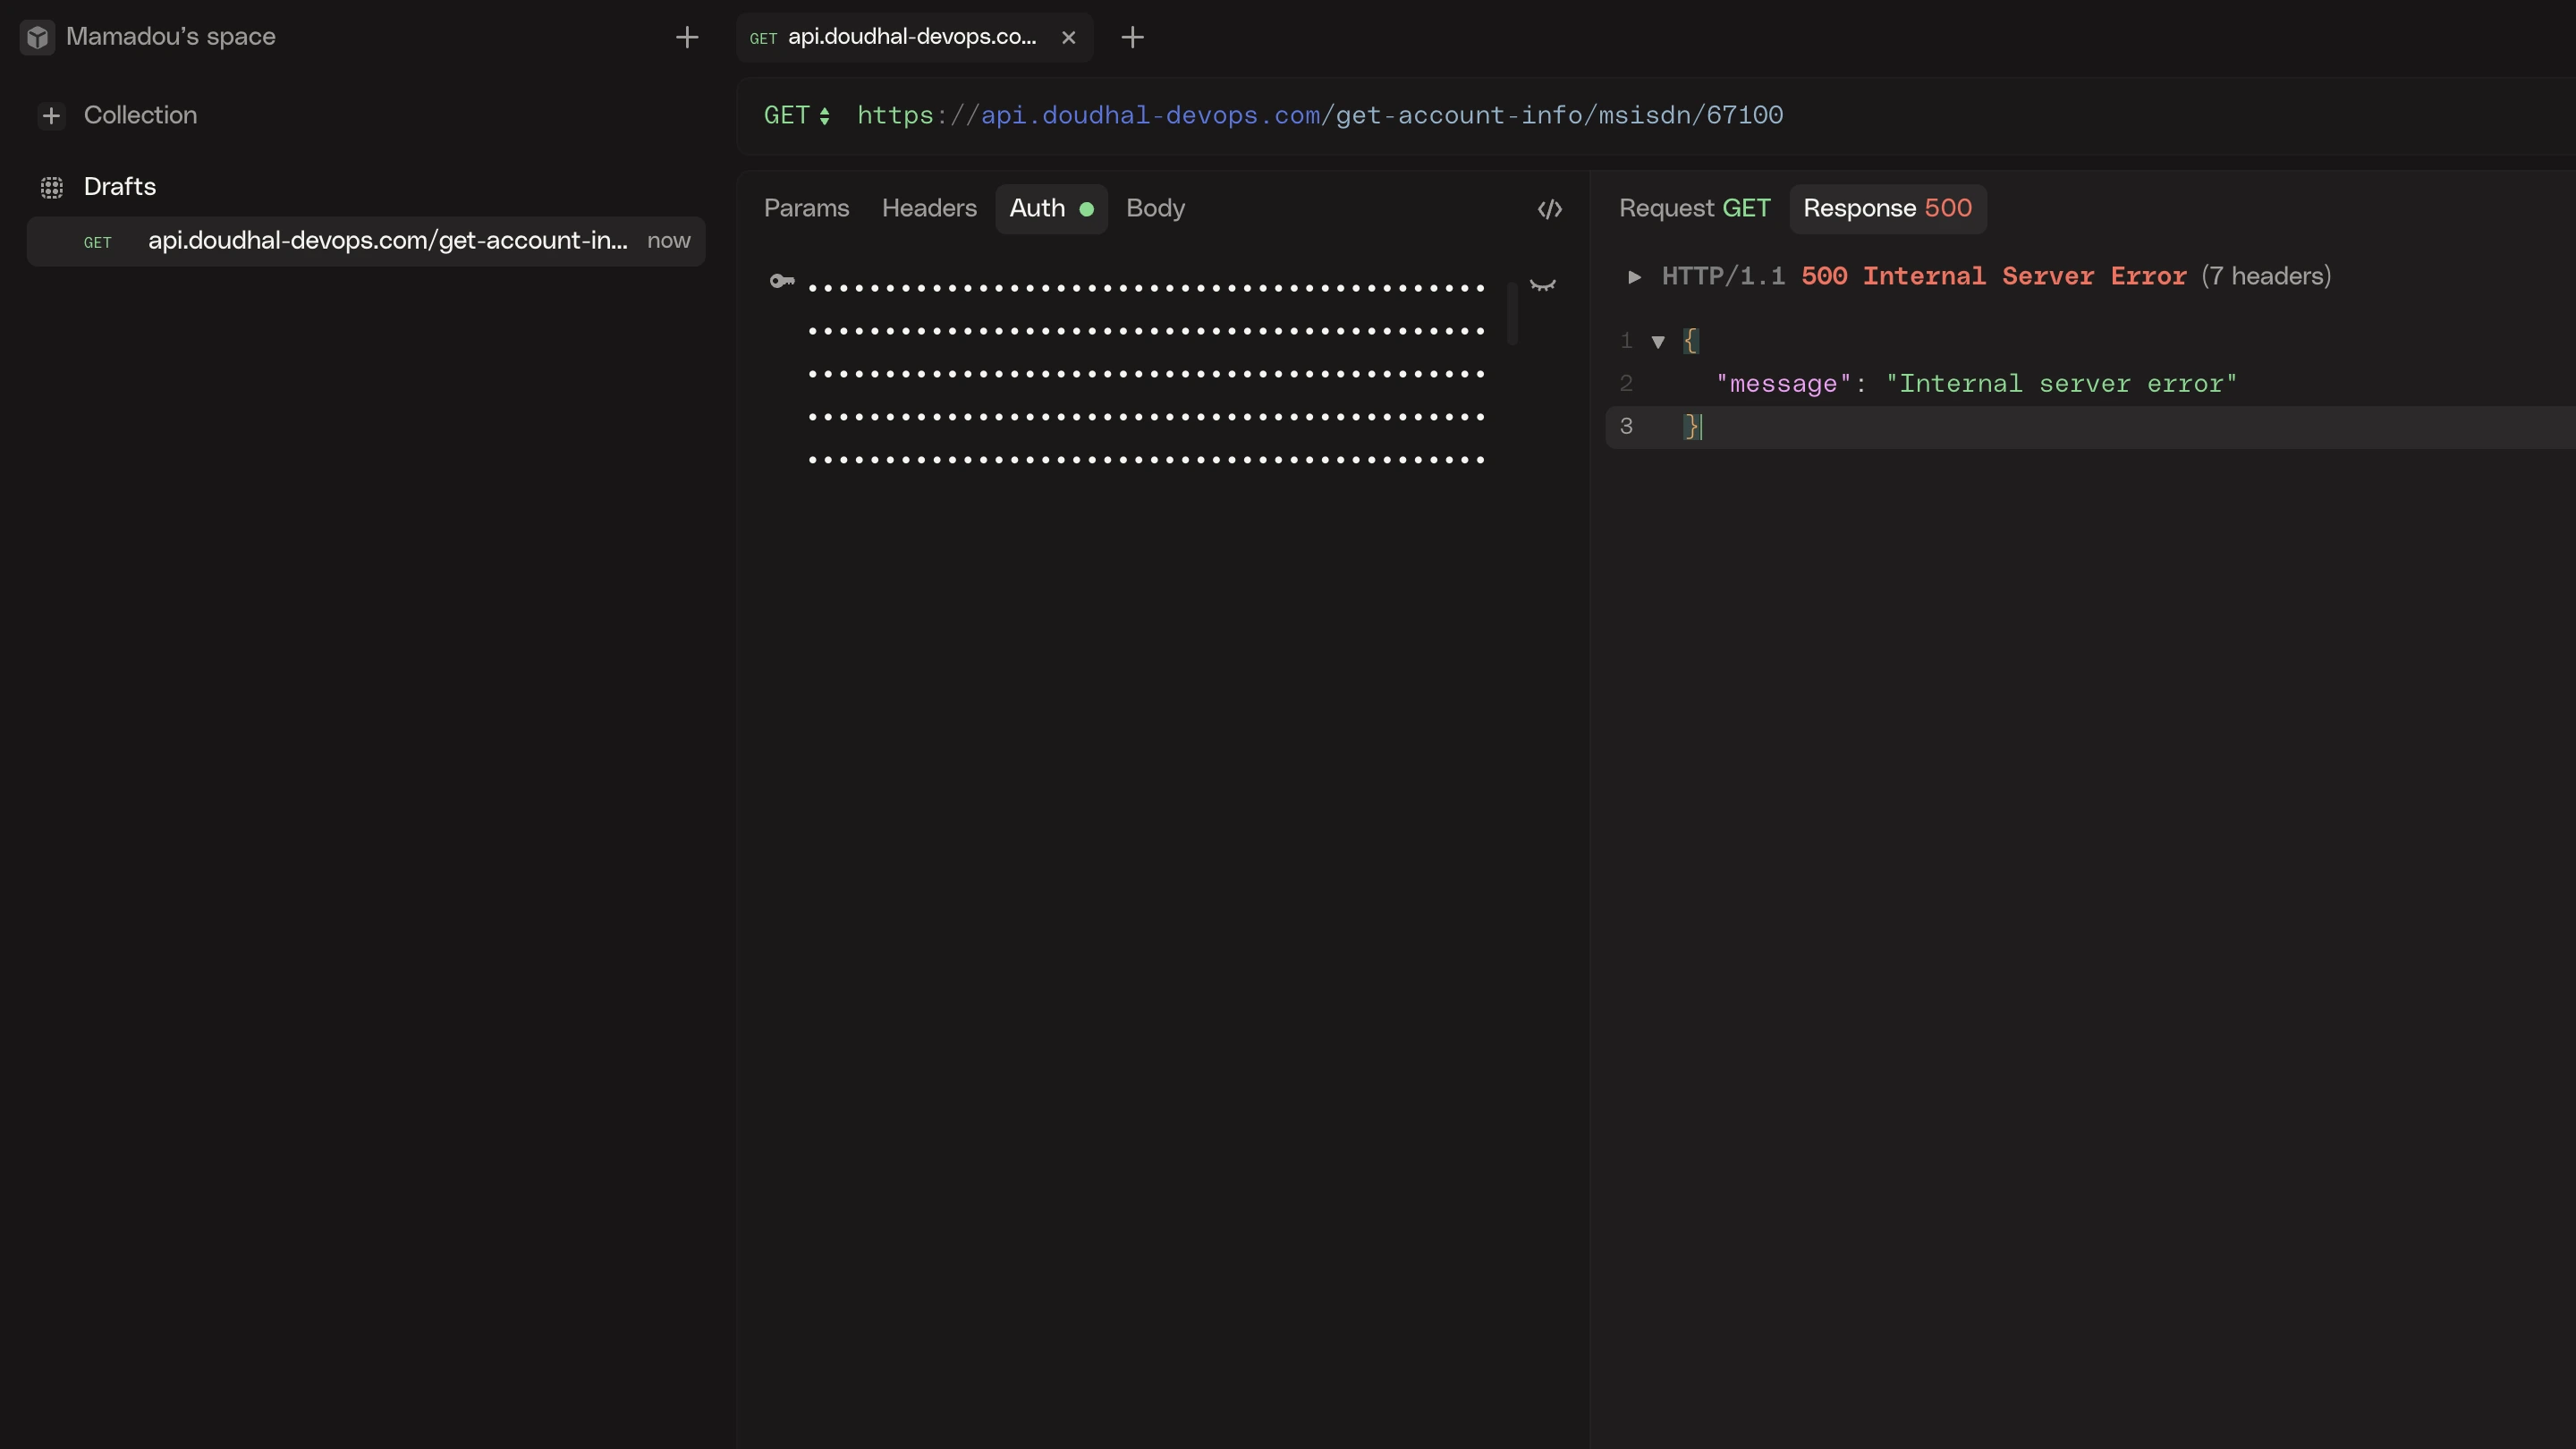 Mamadou’s space
Collection
Drafts
GET api.doudhal-devops.com/get-account-in... now
GET api.doudhal-devops.co...
GET https://api.doudhal-devops.com/get-account-info/msisdn/67100
Params Headers Auth Body
••••••••••••••••••••••••••••••••••••••••••••
••••••••••••••••••••••••••••••••••••••••••••
••••••••••••••••••••••••••••••••••••••••••••
••••••••••••••••••••••••••••••••••••••••••••
••••••••••••••••••••••••••••••••••••••••••••
Request GET Response 500
HTTP/1.1 500 Internal Server Error (7 headers)
1 {
2 "message": "Internal server error"
3 }